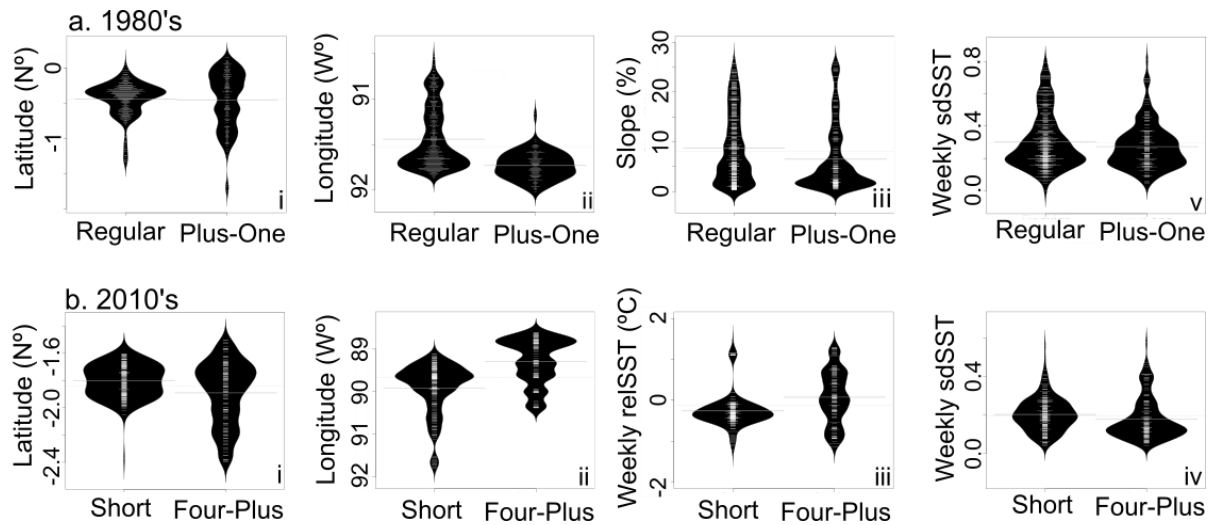 a. 1980's
Latitude (Nº)
0
-1
i
Regular Plus-One
Longitude (Wº)
91
92
ii
Regular Plus-One
Slope (%)
30
20
10
0
iii
Regular Plus-One
Weekly sdSST
0.8
0.4
0.0
v
Regular Plus-One
b. 2010's
Latitude (Nº)
-1.6
-2.0
-2.4
i
Short Four-Plus
Longitude (Wº)
89
90
91
92
ii
Short Four-Plus
Weekly relSST (ºC)
2
0
-2
iii
Short Four-Plus
Weekly sdSST
0.4
0.0
iv
Short Four-Plus